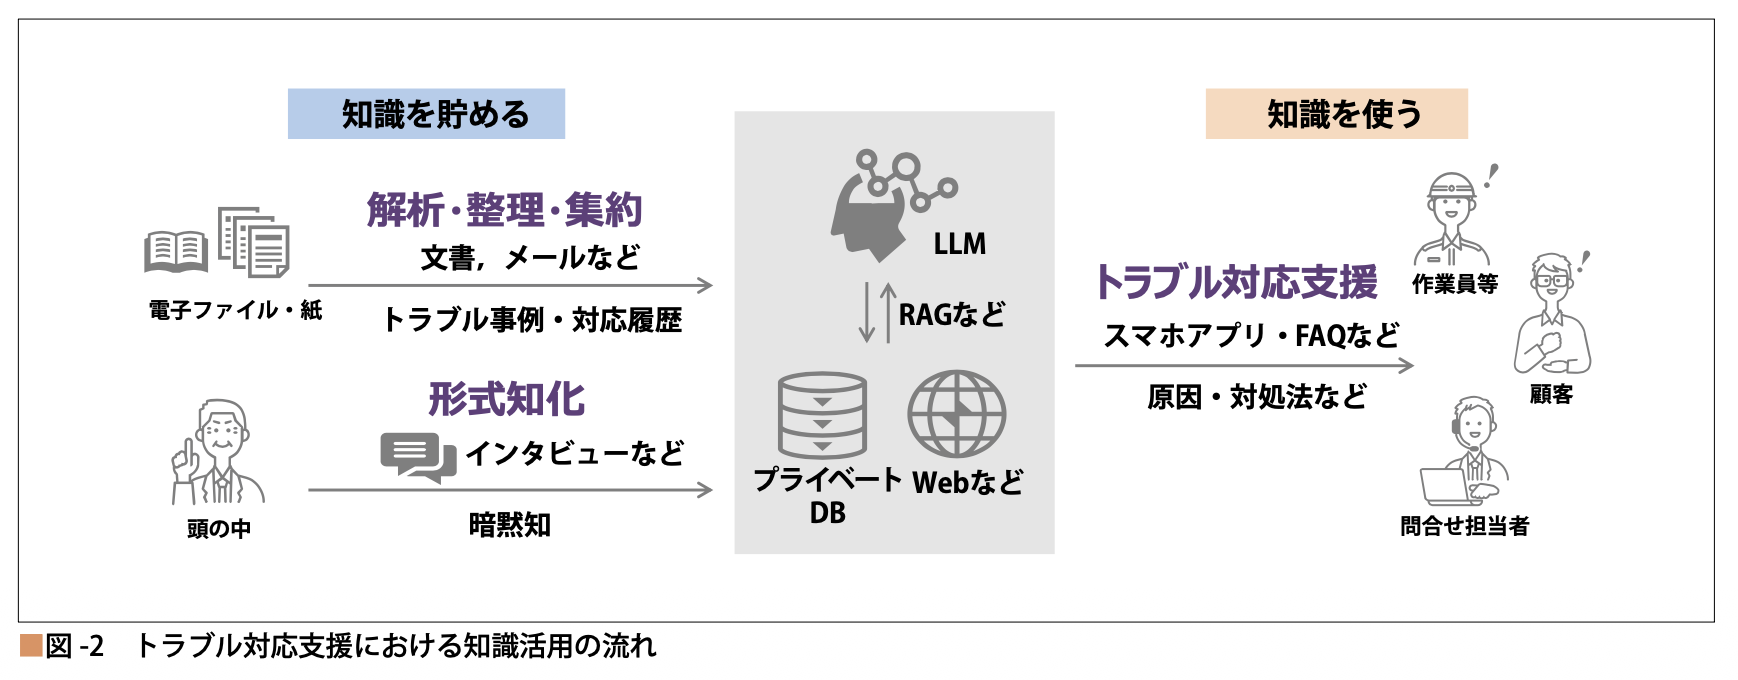 知識を貯める
知識を使う
解析・整理・集約
文書，メールなど
トラブル事例・対応履歴
電子ファイル・紙
形式知化
インタビューなど
暗黙知
頭の中
LLM
RAGなど
プライベート
DB
Webなど
トラブル対応支援
スマホアプリ・FAQなど
原因・対処法など
作業員等
顧客
問合せ担当者
■図-2　トラブル対応支援における知識活用の流れ